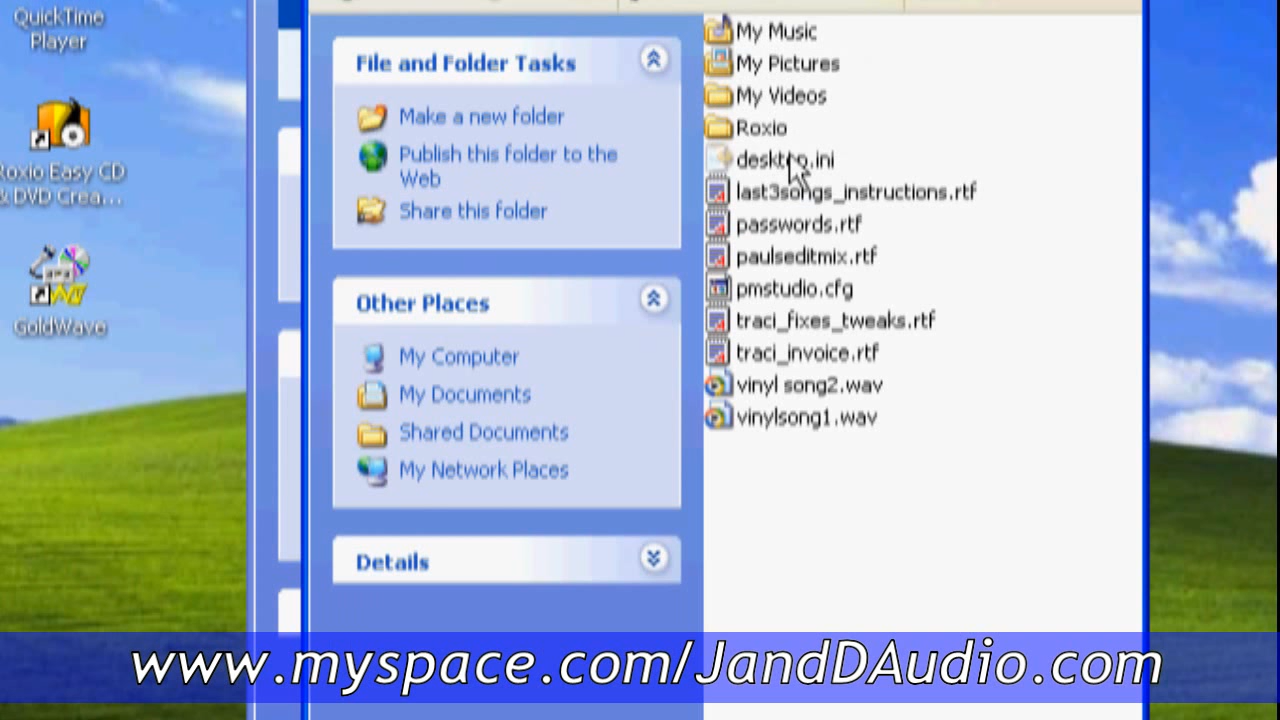 QuickTime
Player
Roxio Easy CD
& DVD Crea...
GoldWave
File and Folder Tasks
Make a new folder
Publish this folder to the
Web
Share this folder
Other Places
My Computer
My Documents
Shared Documents
My Network Places
Details
My Music
My Pictures
My Videos
Roxio
desktop.ini
last3songs_instructions.rtf
passwords.rtf
paulseditmix.rtf
pmstudio.cfg
traci_fixes_tweaks.rtf
traci_invoice.rtf
vinyl song2.wav
vinylsong1.wav
www.myspace.com/JandDAudio.com